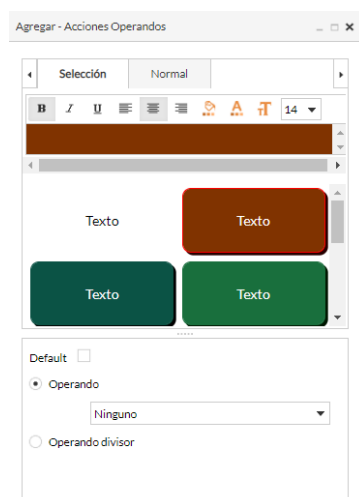 Agregar - Acciones Operandos
Selección Normal
B I U A T 14
Texto Texto
Texto Texto
Default
Operando
Ninguno
Operando divisor